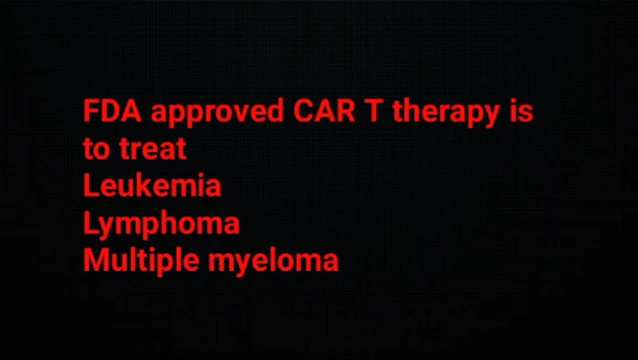 FDA approved CAR T therapy is
to treat
Leukemia
Lymphoma
Multiple myeloma